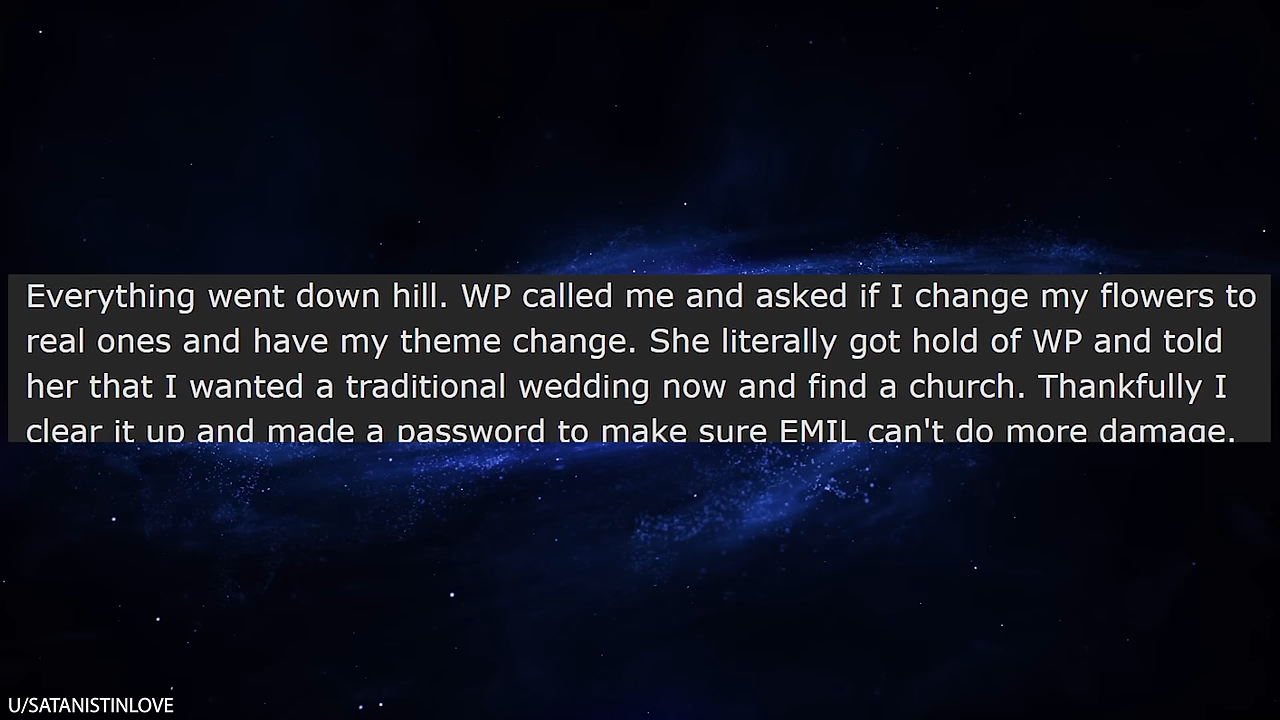 Everything went down hill. WP called me and asked if I change my flowers to
real ones and have my theme change. She literally got hold of WP and told
her that I wanted a traditional wedding now and find a church. Thankfully I
clear it up and made a password to make sure EMIL can't do more damage.
U/SATANISTINLOVE